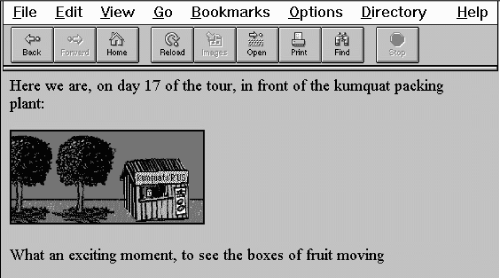 File Edit View Go Bookmarks Options Directory Help
Back Forward Home Reload Images Open Print Find Stop
Here we are, on day 17 of the tour, in front of the kumquat packing
plant:
Kumquats'R'US
What an exciting moment, to see the boxes of fruit moving